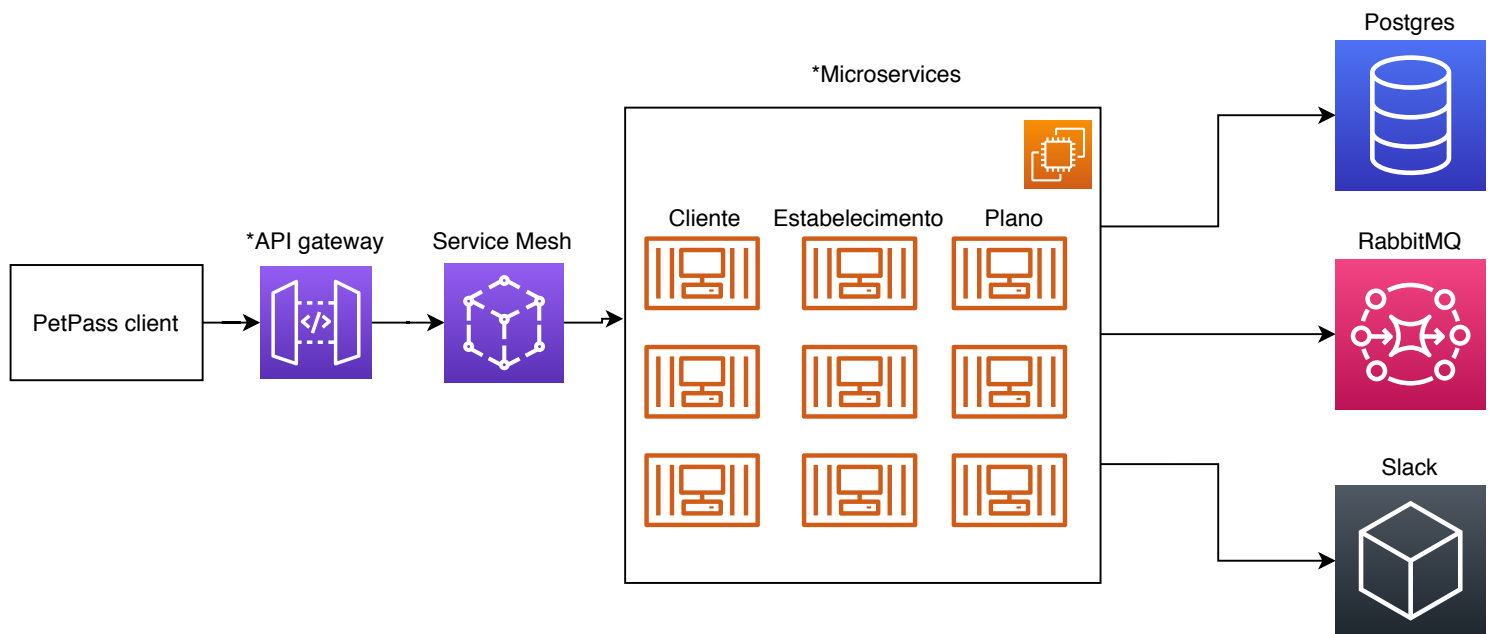 Postgres
*Microservices
Cliente
Estabelecimento
Plano
*API gateway
Service Mesh
RabbitMQ
PetPass client
</>
Slack